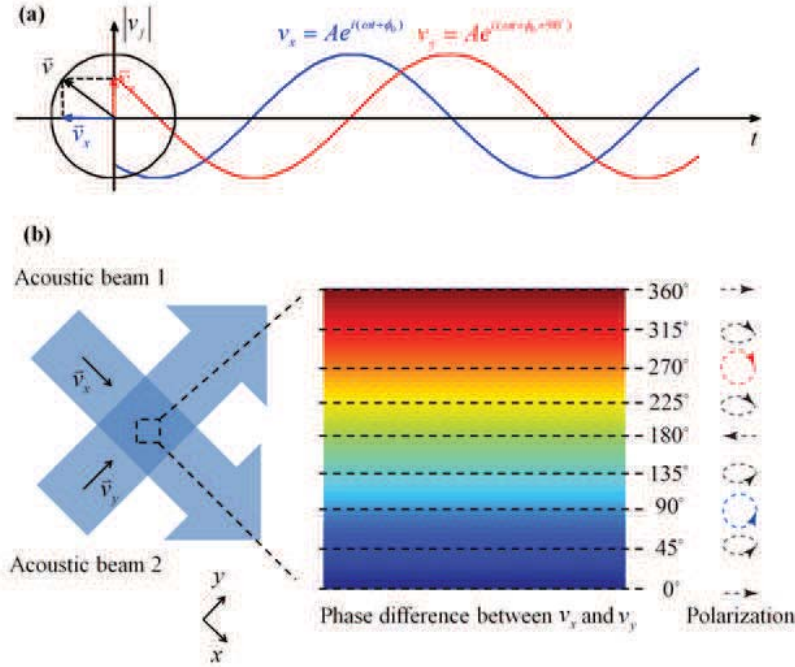 (a)
|v_j|
v_x = Ae^{i(ωt+ϕ_0)} v_y = Ae^{i(ωt+ϕ_0+90°)}
v⃗
v⃗_y
v⃗_x
t
(b)
Acoustic beam 1
v⃗_x
v⃗_y
Acoustic beam 2
y
x
360°
315°
270°
225°
180°
135°
90°
45°
0°
Phase difference between v_x and v_y
Polarization